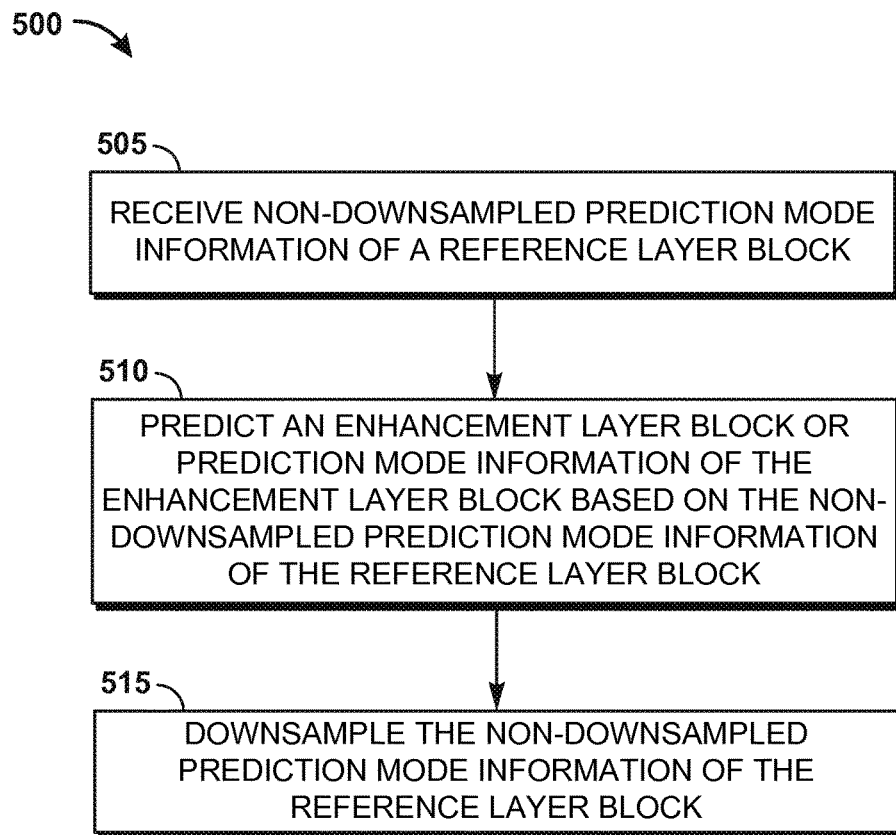 500
505
RECEIVE NON-DOWNSAMPLED PREDICTION MODE
INFORMATION OF A REFERENCE LAYER BLOCK
510
PREDICT AN ENHANCEMENT LAYER BLOCK OR
PREDICTION MODE INFORMATION OF THE
ENHANCEMENT LAYER BLOCK BASED ON THE NON-
DOWNSAMPLED PREDICTION MODE INFORMATION
OF THE REFERENCE LAYER BLOCK
515
DOWNSAMPLE THE NON-DOWNSAMPLED
PREDICTION MODE INFORMATION OF THE
REFERENCE LAYER BLOCK